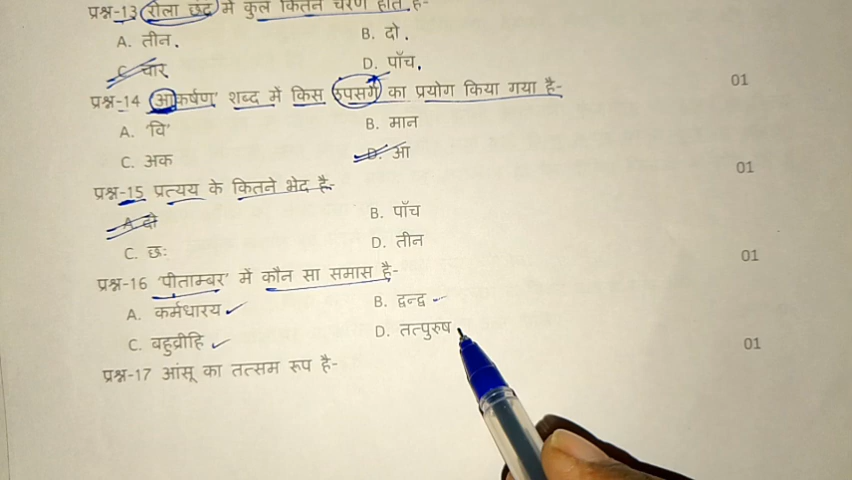 प्रश्न-13 रोला छंद में कुल कितने चरण होते है-
A. तीन. B. दो.
C. चार D. पाँच.
प्रश्न-14 'आकर्षण' शब्द में किस उपसर्ग का प्रयोग किया गया है- 01
A. 'वि' B. मान
C. अक D. आ
प्रश्न-15 प्रत्यय के कितने भेद है- 01
A दो B. पाँच
C. छः D. तीन
प्रश्न-16 'पीताम्बर' में कौन सा समास है- 01
A. कर्मधारय B. द्वन्द्व
C. बहुव्रीहि D. तत्पुरुष
प्रश्न-17 आंसू का तत्सम रूप है- 01